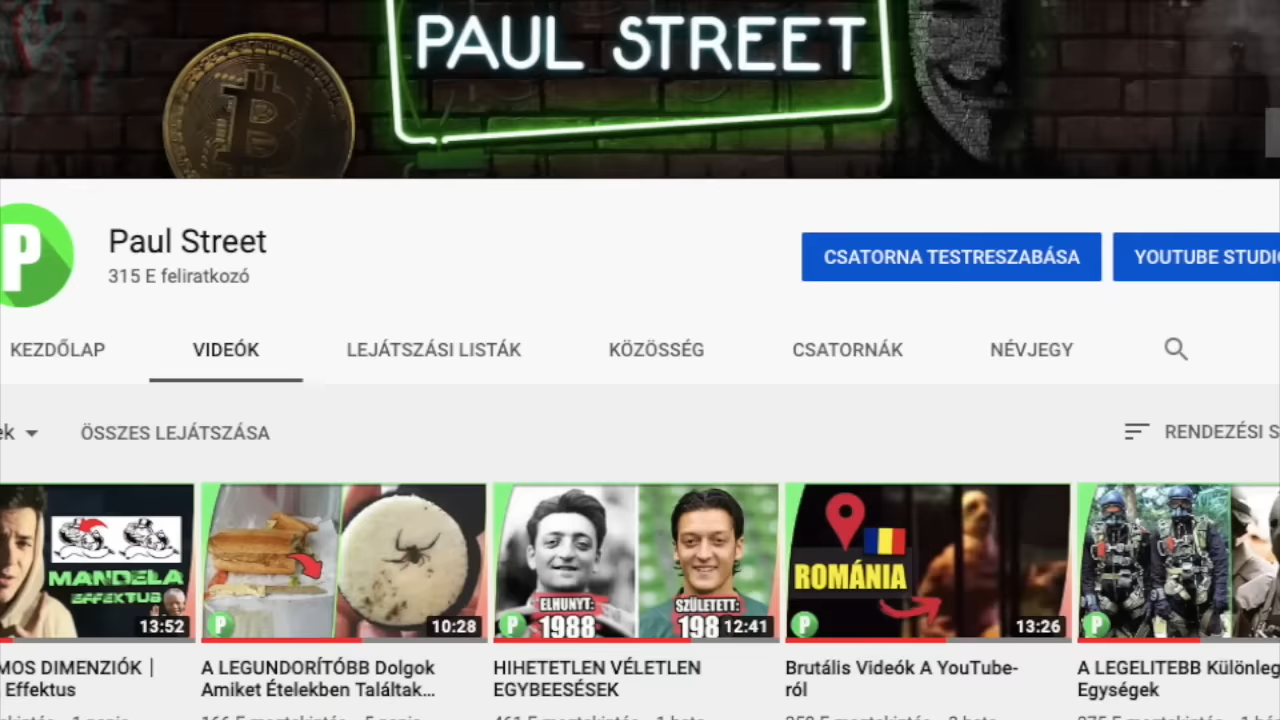 PAUL STREET
P
Paul Street
315 E feliratkozó
CSATORNA TESTRESZABÁSA
YOUTUBE STUDIO
KEZDŐLAP
VIDEÓK
LEJÁTSZÁSI LISTÁK
KÖZÖSSÉG
CSATORNÁK
NÉVJEGY
ÖSSZES LEJÁTSZÁSA
RENDEZÉSI
MANDELA
EFFEKTUS
13:52
P
10:28
ELHUNYT:
1988
SZÜLETETT:
198
P
12:41
ROMÁNIA
P
13:26
P
MOS DIMENZIÓK |
Effektus
A LEGUNDORÍTÓBB Dolgok
Amiket Ételekben Találtak...
HIHETETLEN VÉLETLEN
EGYBEESÉSEK
Brutális Videók A YouTube-
ról
A LEGELITEBB Különleg
Egységek